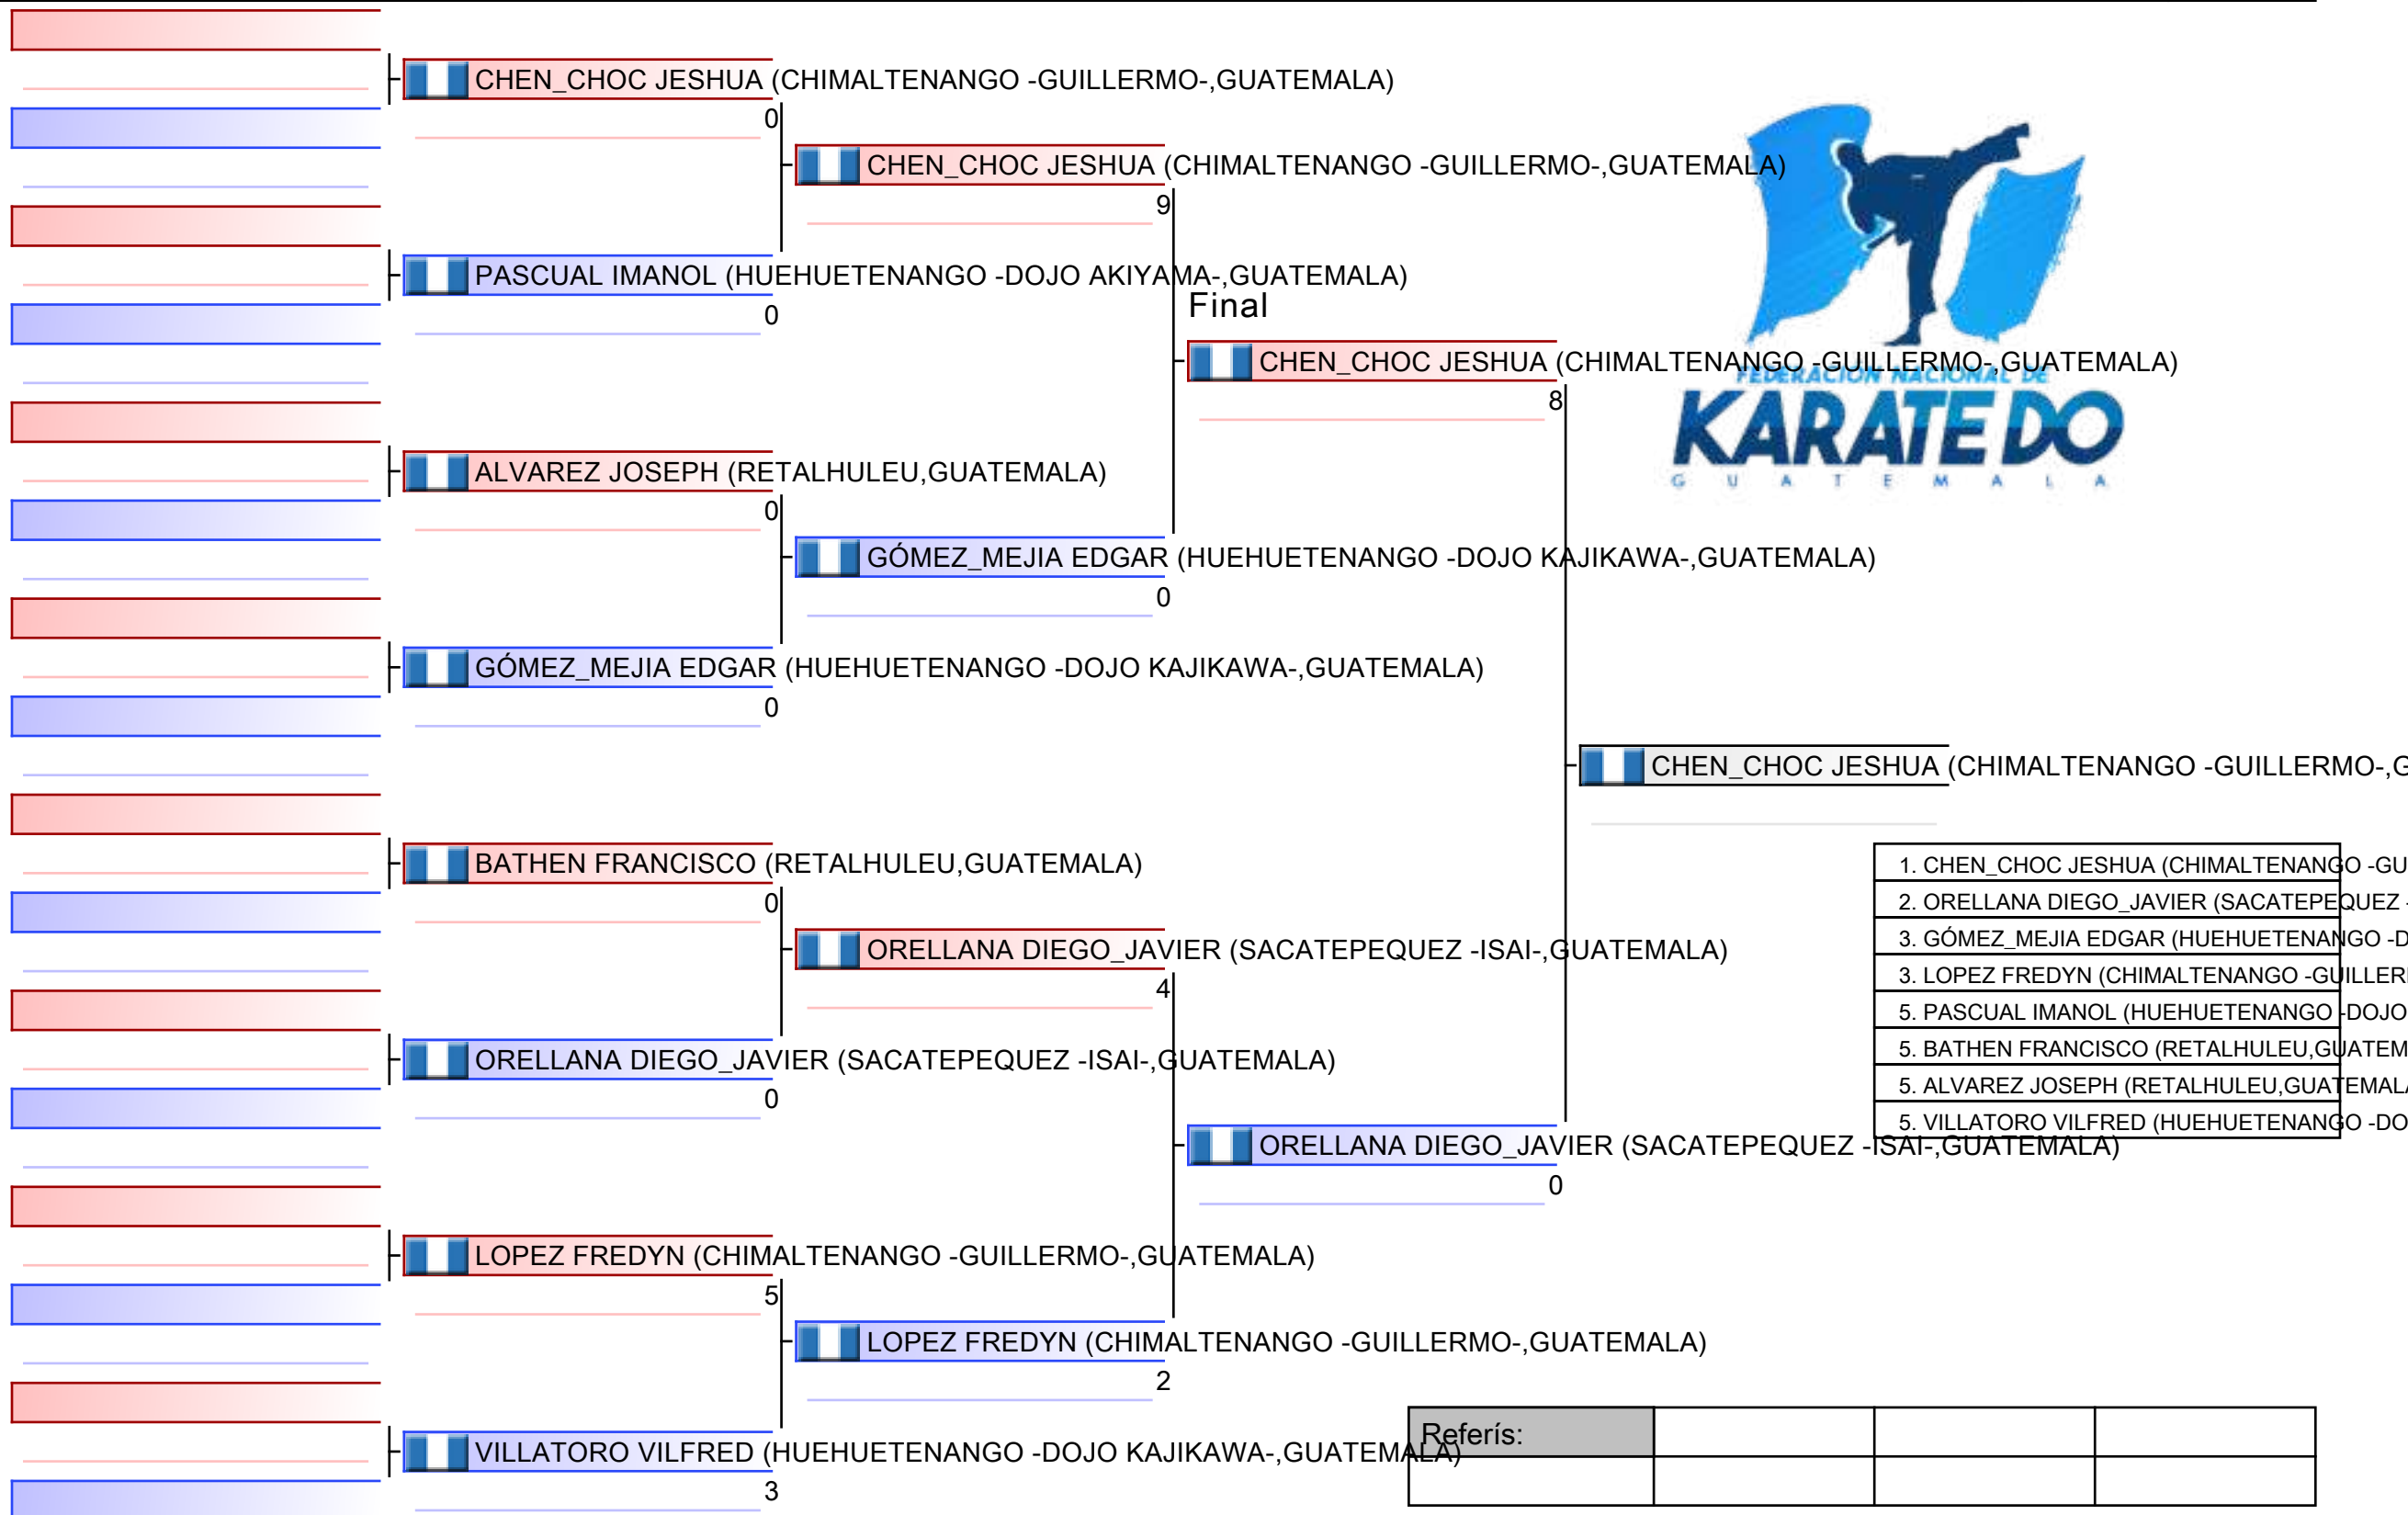 CHEN_CHOC JESHUA (CHIMALTENANGO -GUILLERMO-,GUATEMALA)
0
CHEN_CHOC JESHUA (CHIMALTENANGO -GUILLERMO-,GUATEMALA)
9
PASCUAL IMANOL (HUEHUETENANGO -DOJO AKIYAMA-,GUATEMALA)
0
Final
CHEN_CHOC JESHUA (CHIMALTENANGO -GUILLERMO-,GUATEMALA)
8
FEDERACIÓN NACIONAL DE
KARATE DO
GUATEMALA
ALVAREZ JOSEPH (RETALHULEU,GUATEMALA)
0
GÓMEZ_MEJIA EDGAR (HUEHUETENANGO -DOJO KAJIKAWA-,GUATEMALA)
0
GÓMEZ_MEJIA EDGAR (HUEHUETENANGO -DOJO KAJIKAWA-,GUATEMALA)
0
CHEN_CHOC JESHUA (CHIMALTENANGO -GUILLERMO-,G
BATHEN FRANCISCO (RETALHULEU,GUATEMALA)
0
ORELLANA DIEGO_JAVIER (SACATEPEQUEZ -ISAI-,GUATEMALA)
4
ORELLANA DIEGO_JAVIER (SACATEPEQUEZ -ISAI-,GUATEMALA)
0
1. CHEN_CHOC JESHUA (CHIMALTENANGO -GU
2. ORELLANA DIEGO_JAVIER (SACATEPEQUEZ -
3. GÓMEZ_MEJIA EDGAR (HUEHUETENANGO -D
3. LOPEZ FREDYN (CHIMALTENANGO -GUILLER
5. PASCUAL IMANOL (HUEHUETENANGO -DOJO
5. BATHEN FRANCISCO (RETALHULEU,GUATEM
5. ALVAREZ JOSEPH (RETALHULEU,GUATEMALA
5. VILLATORO VILFRED (HUEHUETENANGO -DO
ORELLANA DIEGO_JAVIER (SACATEPEQUEZ -ISAI-,GUATEMALA)
0
LOPEZ FREDYN (CHIMALTENANGO -GUILLERMO-,GUATEMALA)
5
LOPEZ FREDYN (CHIMALTENANGO -GUILLERMO-,GUATEMALA)
2
VILLATORO VILFRED (HUEHUETENANGO -DOJO KAJIKAWA-,GUATEMALA)
3
Referís: